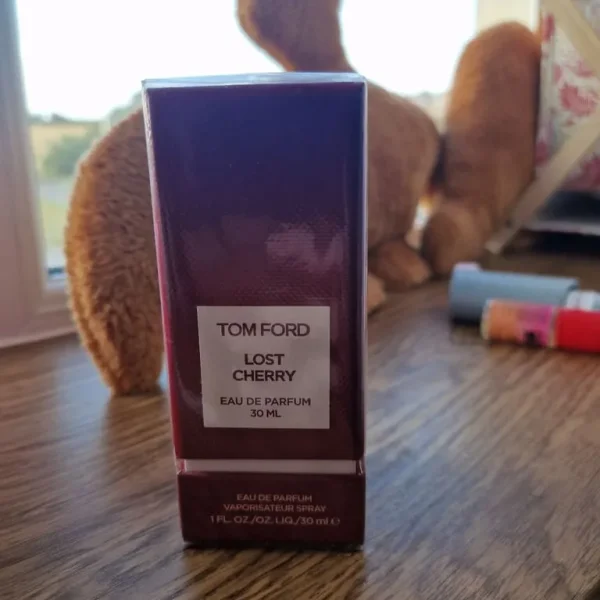 TOM FORD
LOST
CHERRY
EAU DE PARFUM
30 ML
EAU DE PARFUM
VAPORISATEUR SPRAY
1 FL. OZ./OZ. LIQ./30 ml ℮